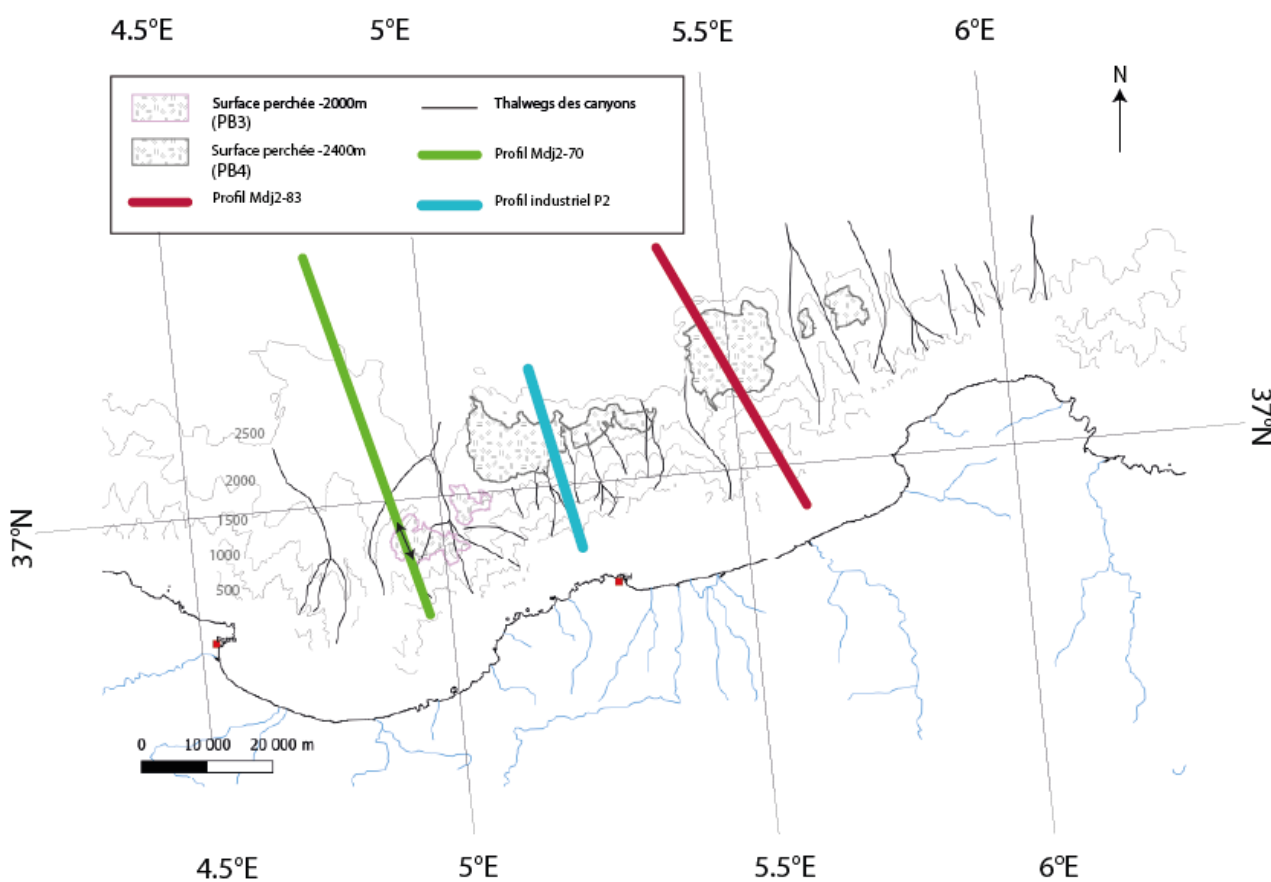 4.5°E 5°E 5.5°E 6°E
N
Surface perchée -2000m
(PB3)
Thalwegs des canyons
Surface perchée -2400m
(PB4)
Profil Mdj2-70
Profil Mdj2-83
Profil industriel P2
37°N
2500
2000
1500
1000
500
37°N
0 10 000 20 000 m
4.5°E 5°E 5.5°E 6°E